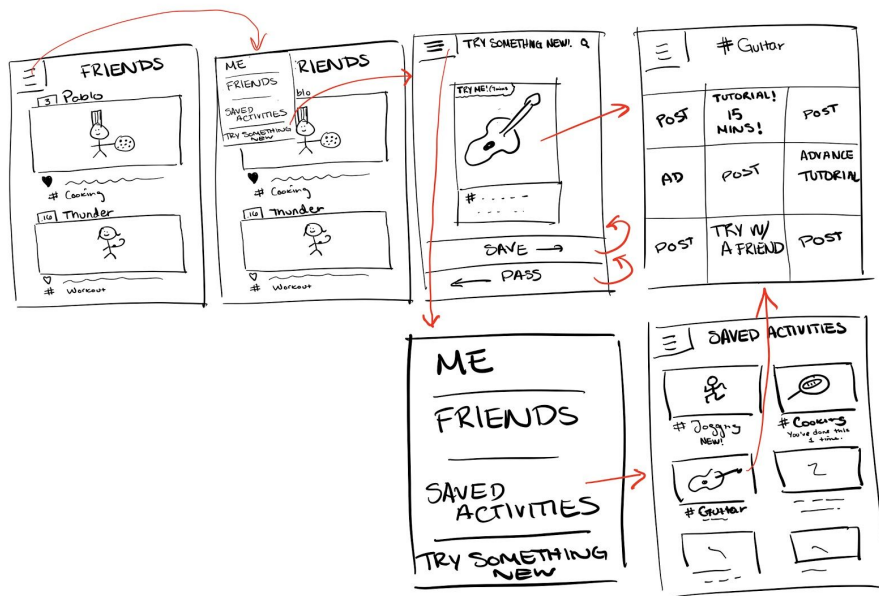 FRIENDS
3 Pablo
# Cooking
16 Thunder
# Workout
ME
FRIENDS
SAVED
ACTIVITIES
TRY SOMETHING
NEW
RIENDS
blo
# Cooking
16 Thunder
# Workout
TRY SOMETHING NEW!
TRY ME!
#
SAVE →
← PASS
# Guitar
POST
TUTORIAL!
15
MINS!
POST
AD
POST
ADVANCE
TUTORIAL
POST
TRY W/
A FRIEND
POST
ME
FRIENDS
SAVED
ACTIVITIES
TRY SOMETHING
NEW
SAVED ACTIVITIES
# Jogging
NEW!
# Cooking
You've done this
1 time.
# Guitar